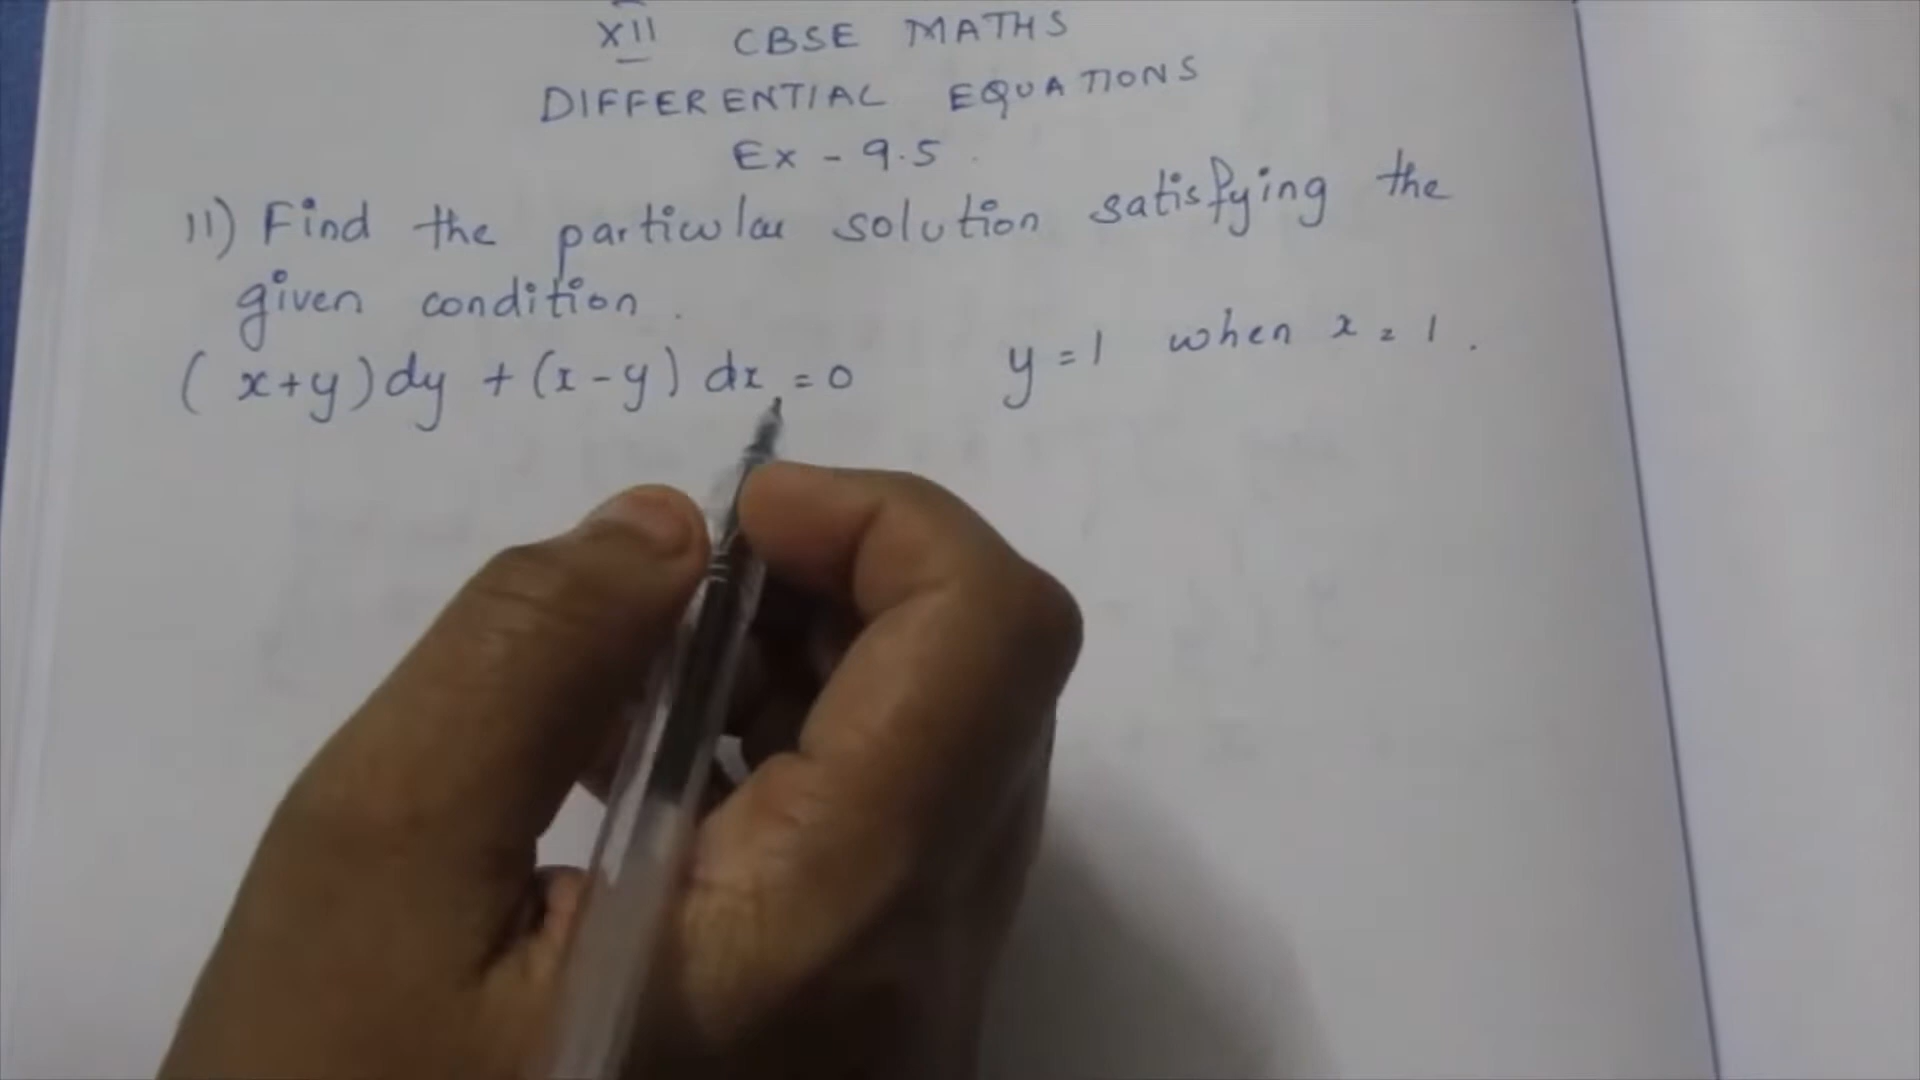 XII CBSE MATHS
DIFFERENTIAL EQUATIONS
Ex - 9.5
11) Find the particular solution satisfying the
given condition.
(x+y)dy + (x-y) dx = 0 y = 1 when x = 1.